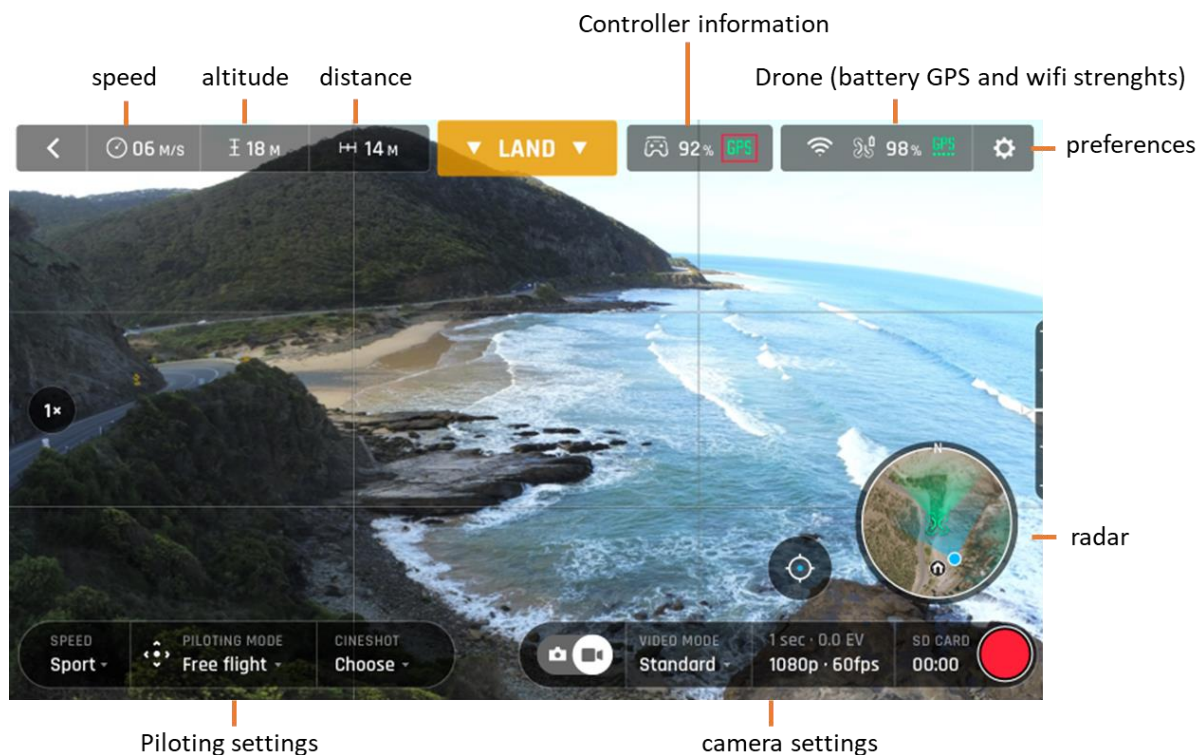 Controller information
speed altitude distance
Drone (battery GPS and wifi strenghts)
06 M/S 18 M 14 M LAND 92% GPS 98% GPS
preferences
1×
N
radar
SPEED PILOTING MODE CINESHOT VIDEO MODE 1 sec · 0.0 EV SD CARD
Sport Free flight Choose Standard 1080p · 60fps 00:00
Piloting settings camera settings